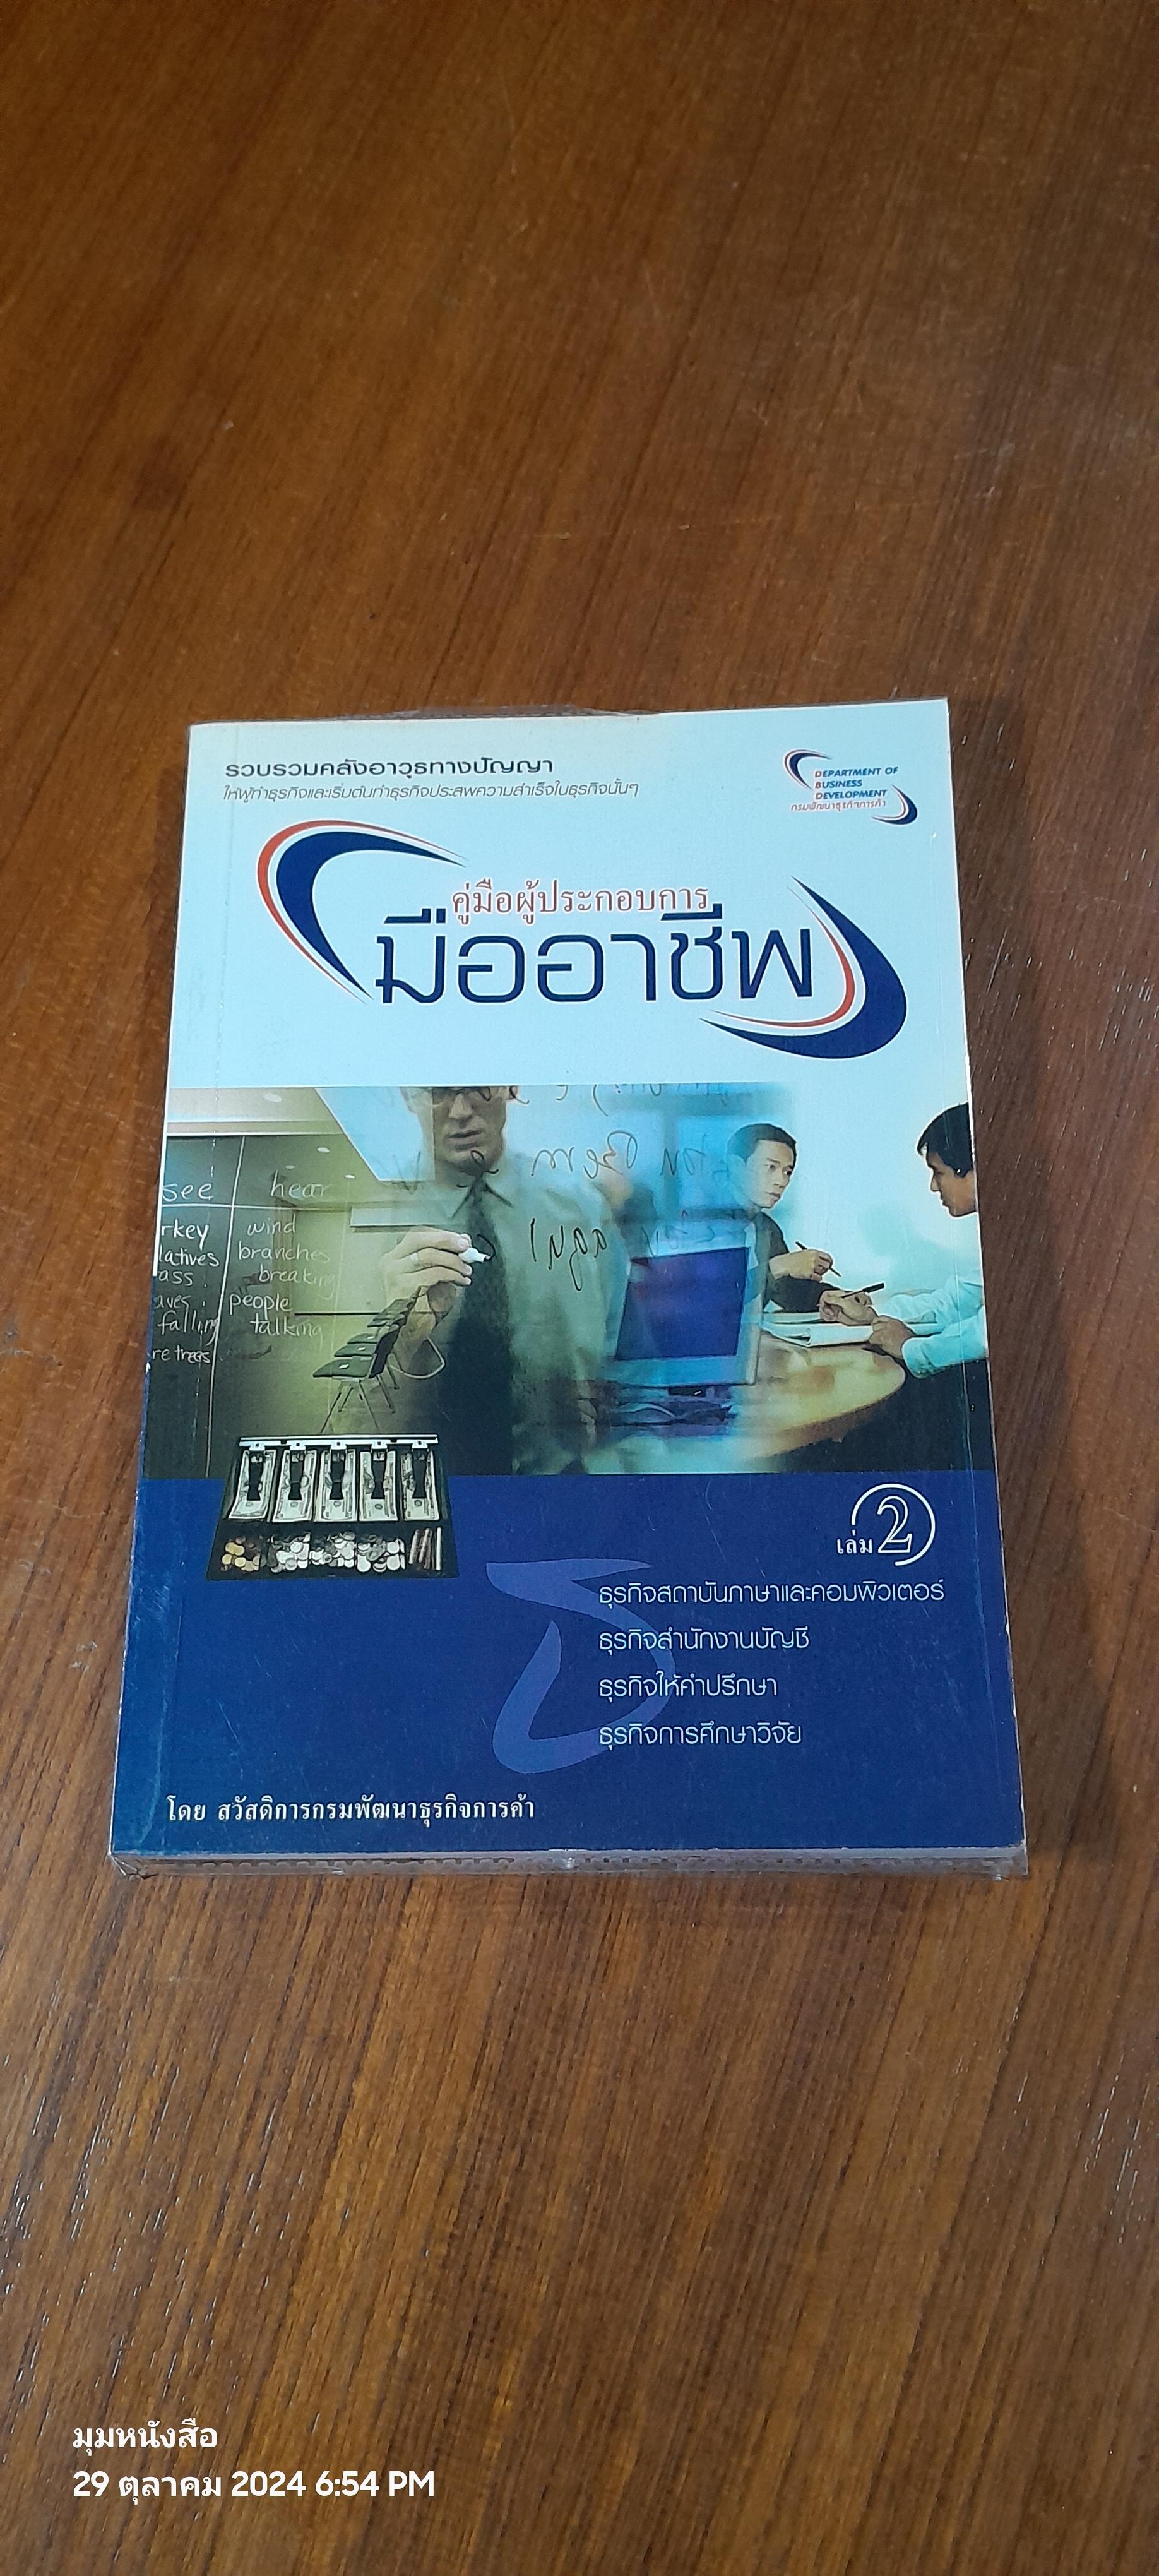 รวบรวมคลังอาวุธทางปัญญา
ให้ผู้ทำธุรกิจและเริ่มต้นทำธุรกิจประสพความสำเร็จในธุรกิจนั้นๆ
DEPARTMENT OF
BUSINESS
DEVELOPMENT
กรมพัฒนาธุรกิจการค้า
คู่มือผู้ประกอบการ
มืออาชีพ
see hear
rkey wind
latives branches
ass breaking
aves people
falling talking
re trees
เล่ม 2
ธ
ธุรกิจสถาบันภาษาและคอมพิวเตอร์
ธุรกิจสำนักงานบัญชี
ธุรกิจให้คำปรึกษา
ธุรกิจการศึกษาวิจัย
โดย สวัสดิการกรมพัฒนาธุรกิจการค้า
มุมหนังสือ
29 ตุลาคม 2024 6:54 PM